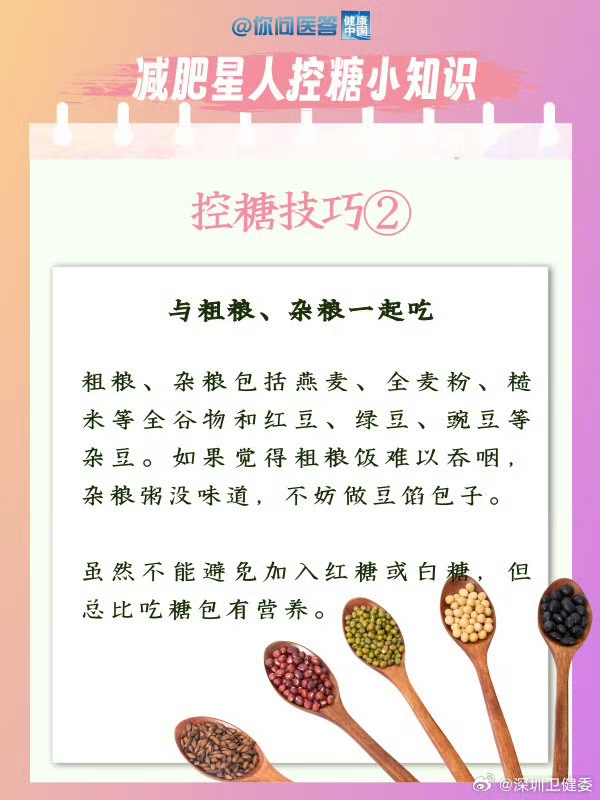 @你问医答 健康中国
减肥星人控糖小知识
控糖技巧②
与粗粮、杂粮一起吃
粗粮、杂粮包括燕麦、全麦粉、糙
米等全谷物和红豆、绿豆、豌豆等
杂豆。如果觉得粗粮饭难以吞咽，
杂粮粥没味道，不妨做豆馅包子。
虽然不能避免加入红糖或白糖，但
总比吃糖包有营养。
@深圳卫健委